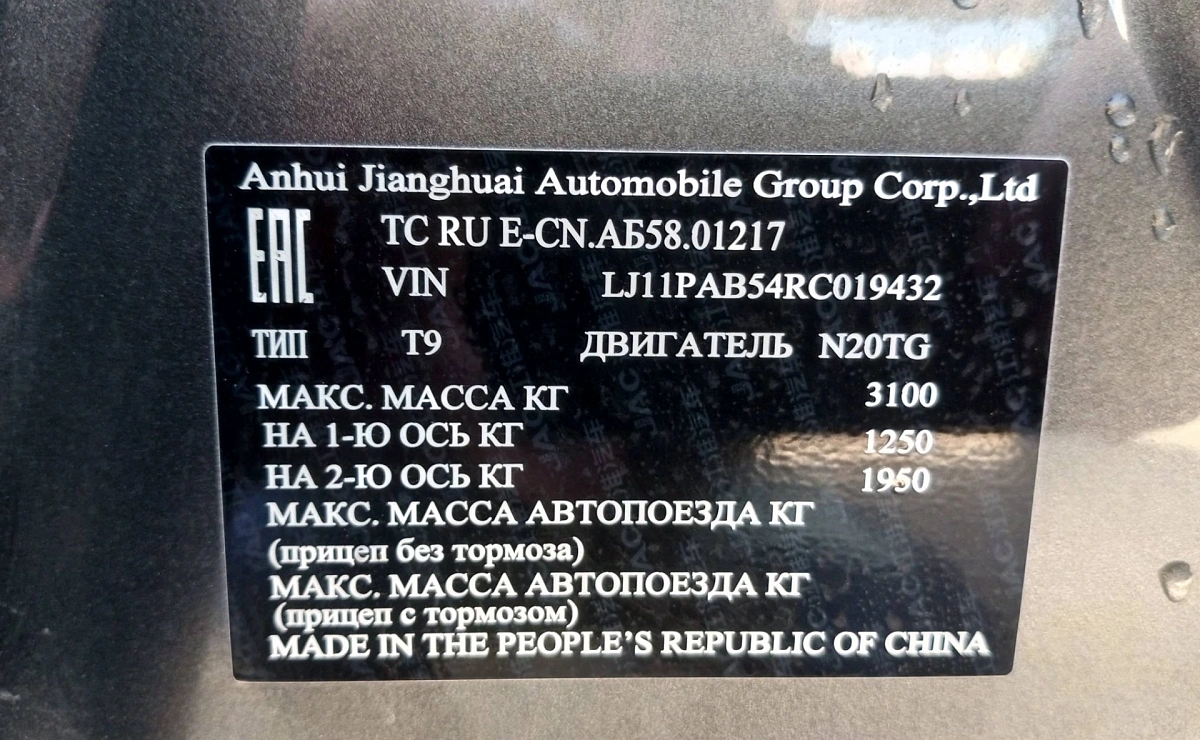 Anhui Jianghuai Automobile Group Corp.,Ltd
EAC TC RU E-CN.АБ58.01217
VIN LJ11PAB54RC019432
ТИП T9 ДВИГАТЕЛЬ N20TG
МАКС. МАССА КГ 3100
НА 1-Ю ОСЬ КГ 1250
НА 2-Ю ОСЬ КГ 1950
МАКС. МАССА АВТОПОЕЗДА КГ
(прицеп без тормоза)
МАКС. МАССА АВТОПОЕЗДА КГ
(прицеп с тормозом)
MADE IN THE PEOPLE’S REPUBLIC OF CHINA